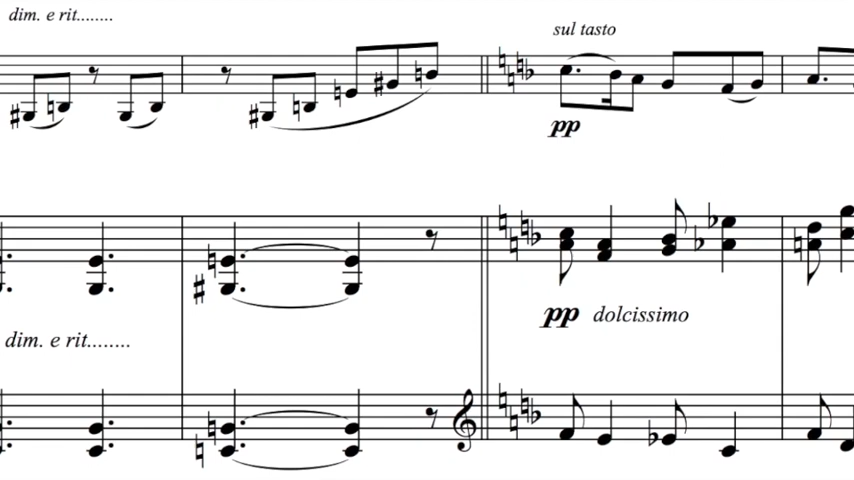 dim. e rit........
sul tasto
pp
pp dolcissimo
dim. e rit........